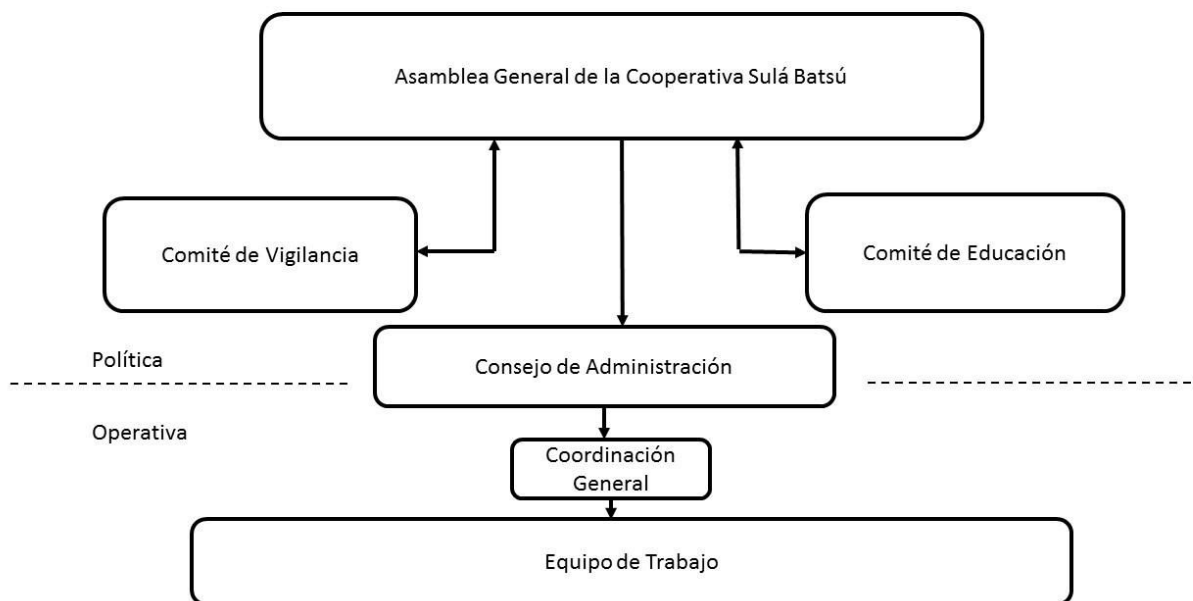 Asamblea General de la Cooperativa Sulá Batsú
Comité de Vigilancia
Comité de Educación
Política
Consejo de Administración
Operativa
Coordinación
General
Equipo de Trabajo